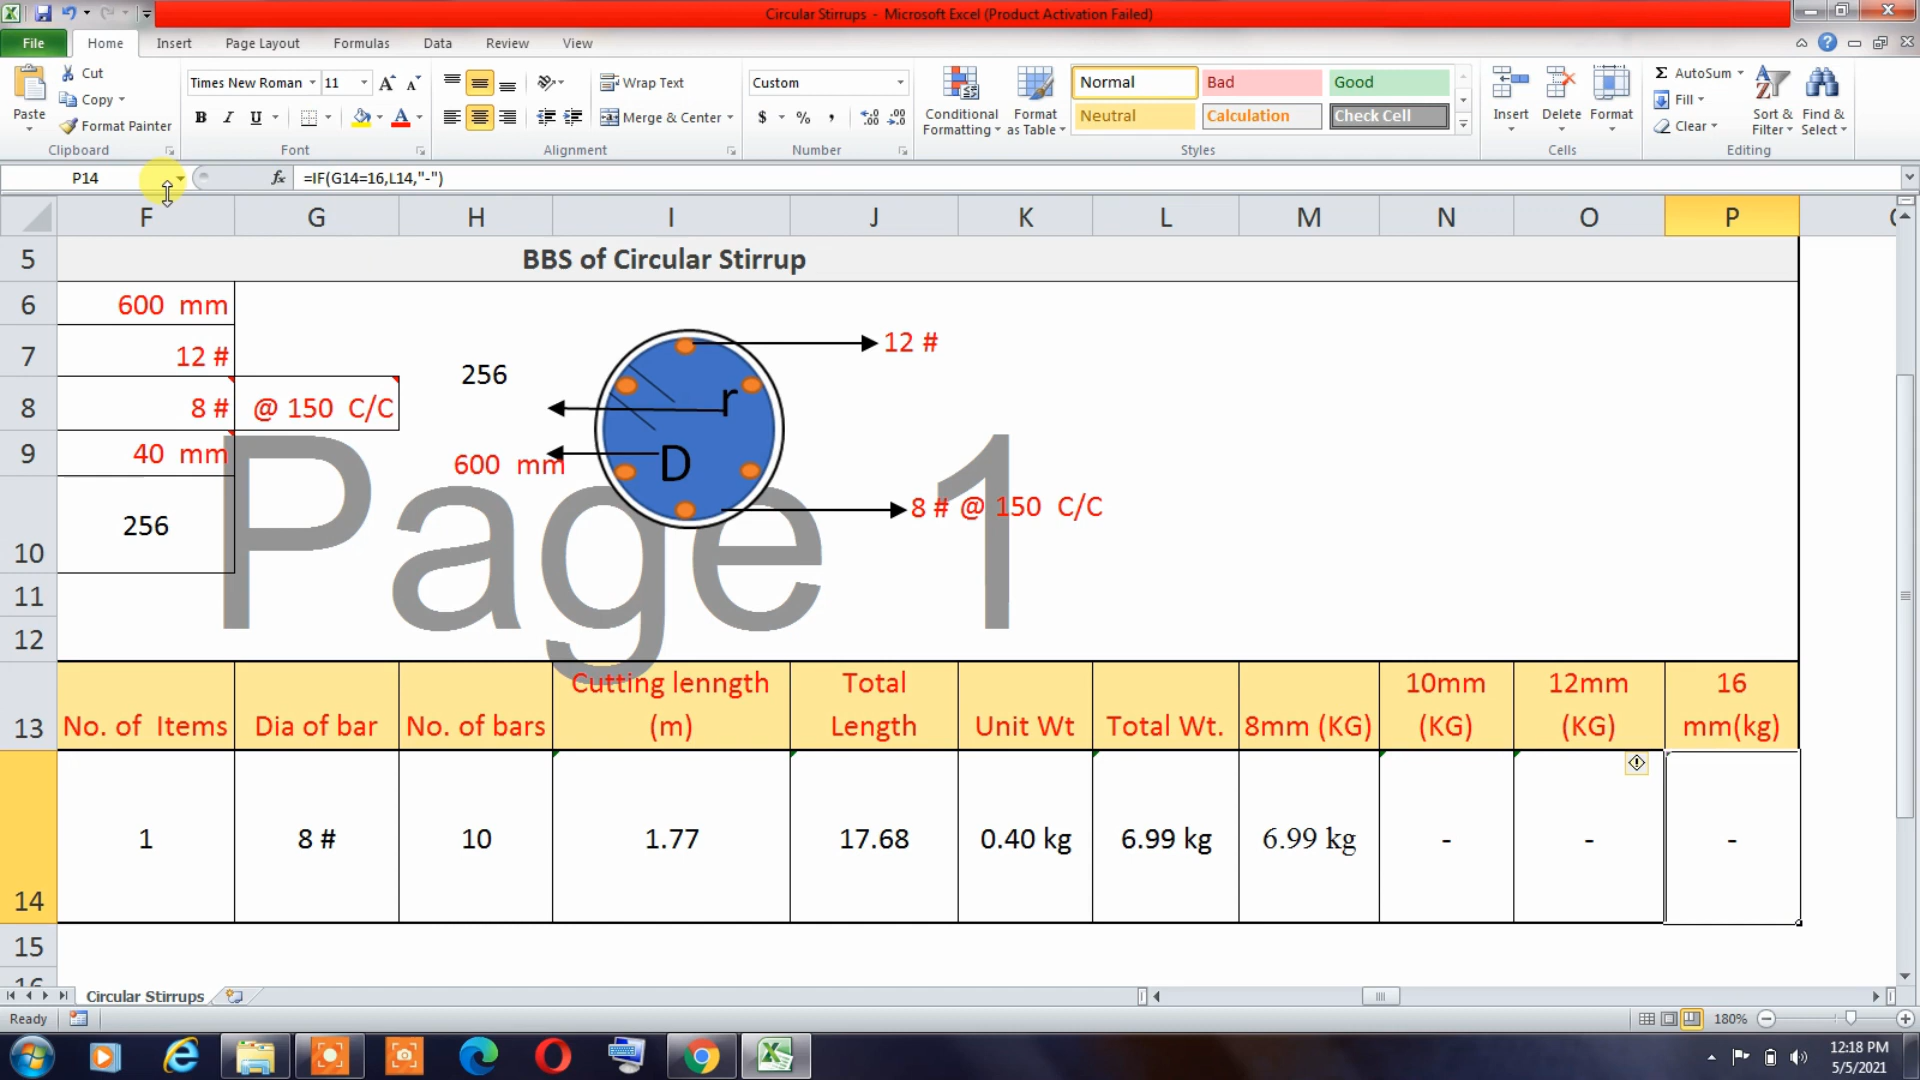 Circular Stirrups - Microsoft Excel (Product Activation Failed)
File Home Insert Page Layout Formulas Data Review View
Paste Cut Copy Format Painter Clipboard
Times New Roman 11 B I U Font
Wrap Text Merge & Center Alignment
Custom $ % , Number
Conditional Formatting Format as Table
Normal Bad Good
Neutral Calculation Check Cell
Styles
Insert Delete Format Cells
AutoSum Fill Clear Sort & Filter Find & Select Editing
P14 fx =IF(G14=16,L14,"-")
F G H I J K L M N O P
5 BBS of Circular Stirrup
6 600 mm
7 12 # 256 r 12 #
8 8 # @ 150 C/C
9 40 mm 600 mm D
8 # @ 150 C/C
10 256
Page 1
11
12
13 No. of Items Dia of bar No. of bars Cutting lenngth (m) Total Length Unit Wt Total Wt. 8mm (KG) 10mm (KG) 12mm (KG) 16 mm(kg)
14 1 8 # 10 1.77 17.68 0.40 kg 6.99 kg 6.99 kg - - -
15
16
Circular Stirrups
Ready 180%
12:18 PM
5/5/2021